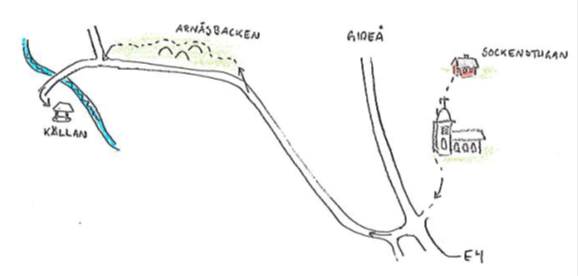 ARNÄSBACKEN
GIDEÅ
SOCKENSTUGAN
KÄLLAN
E4